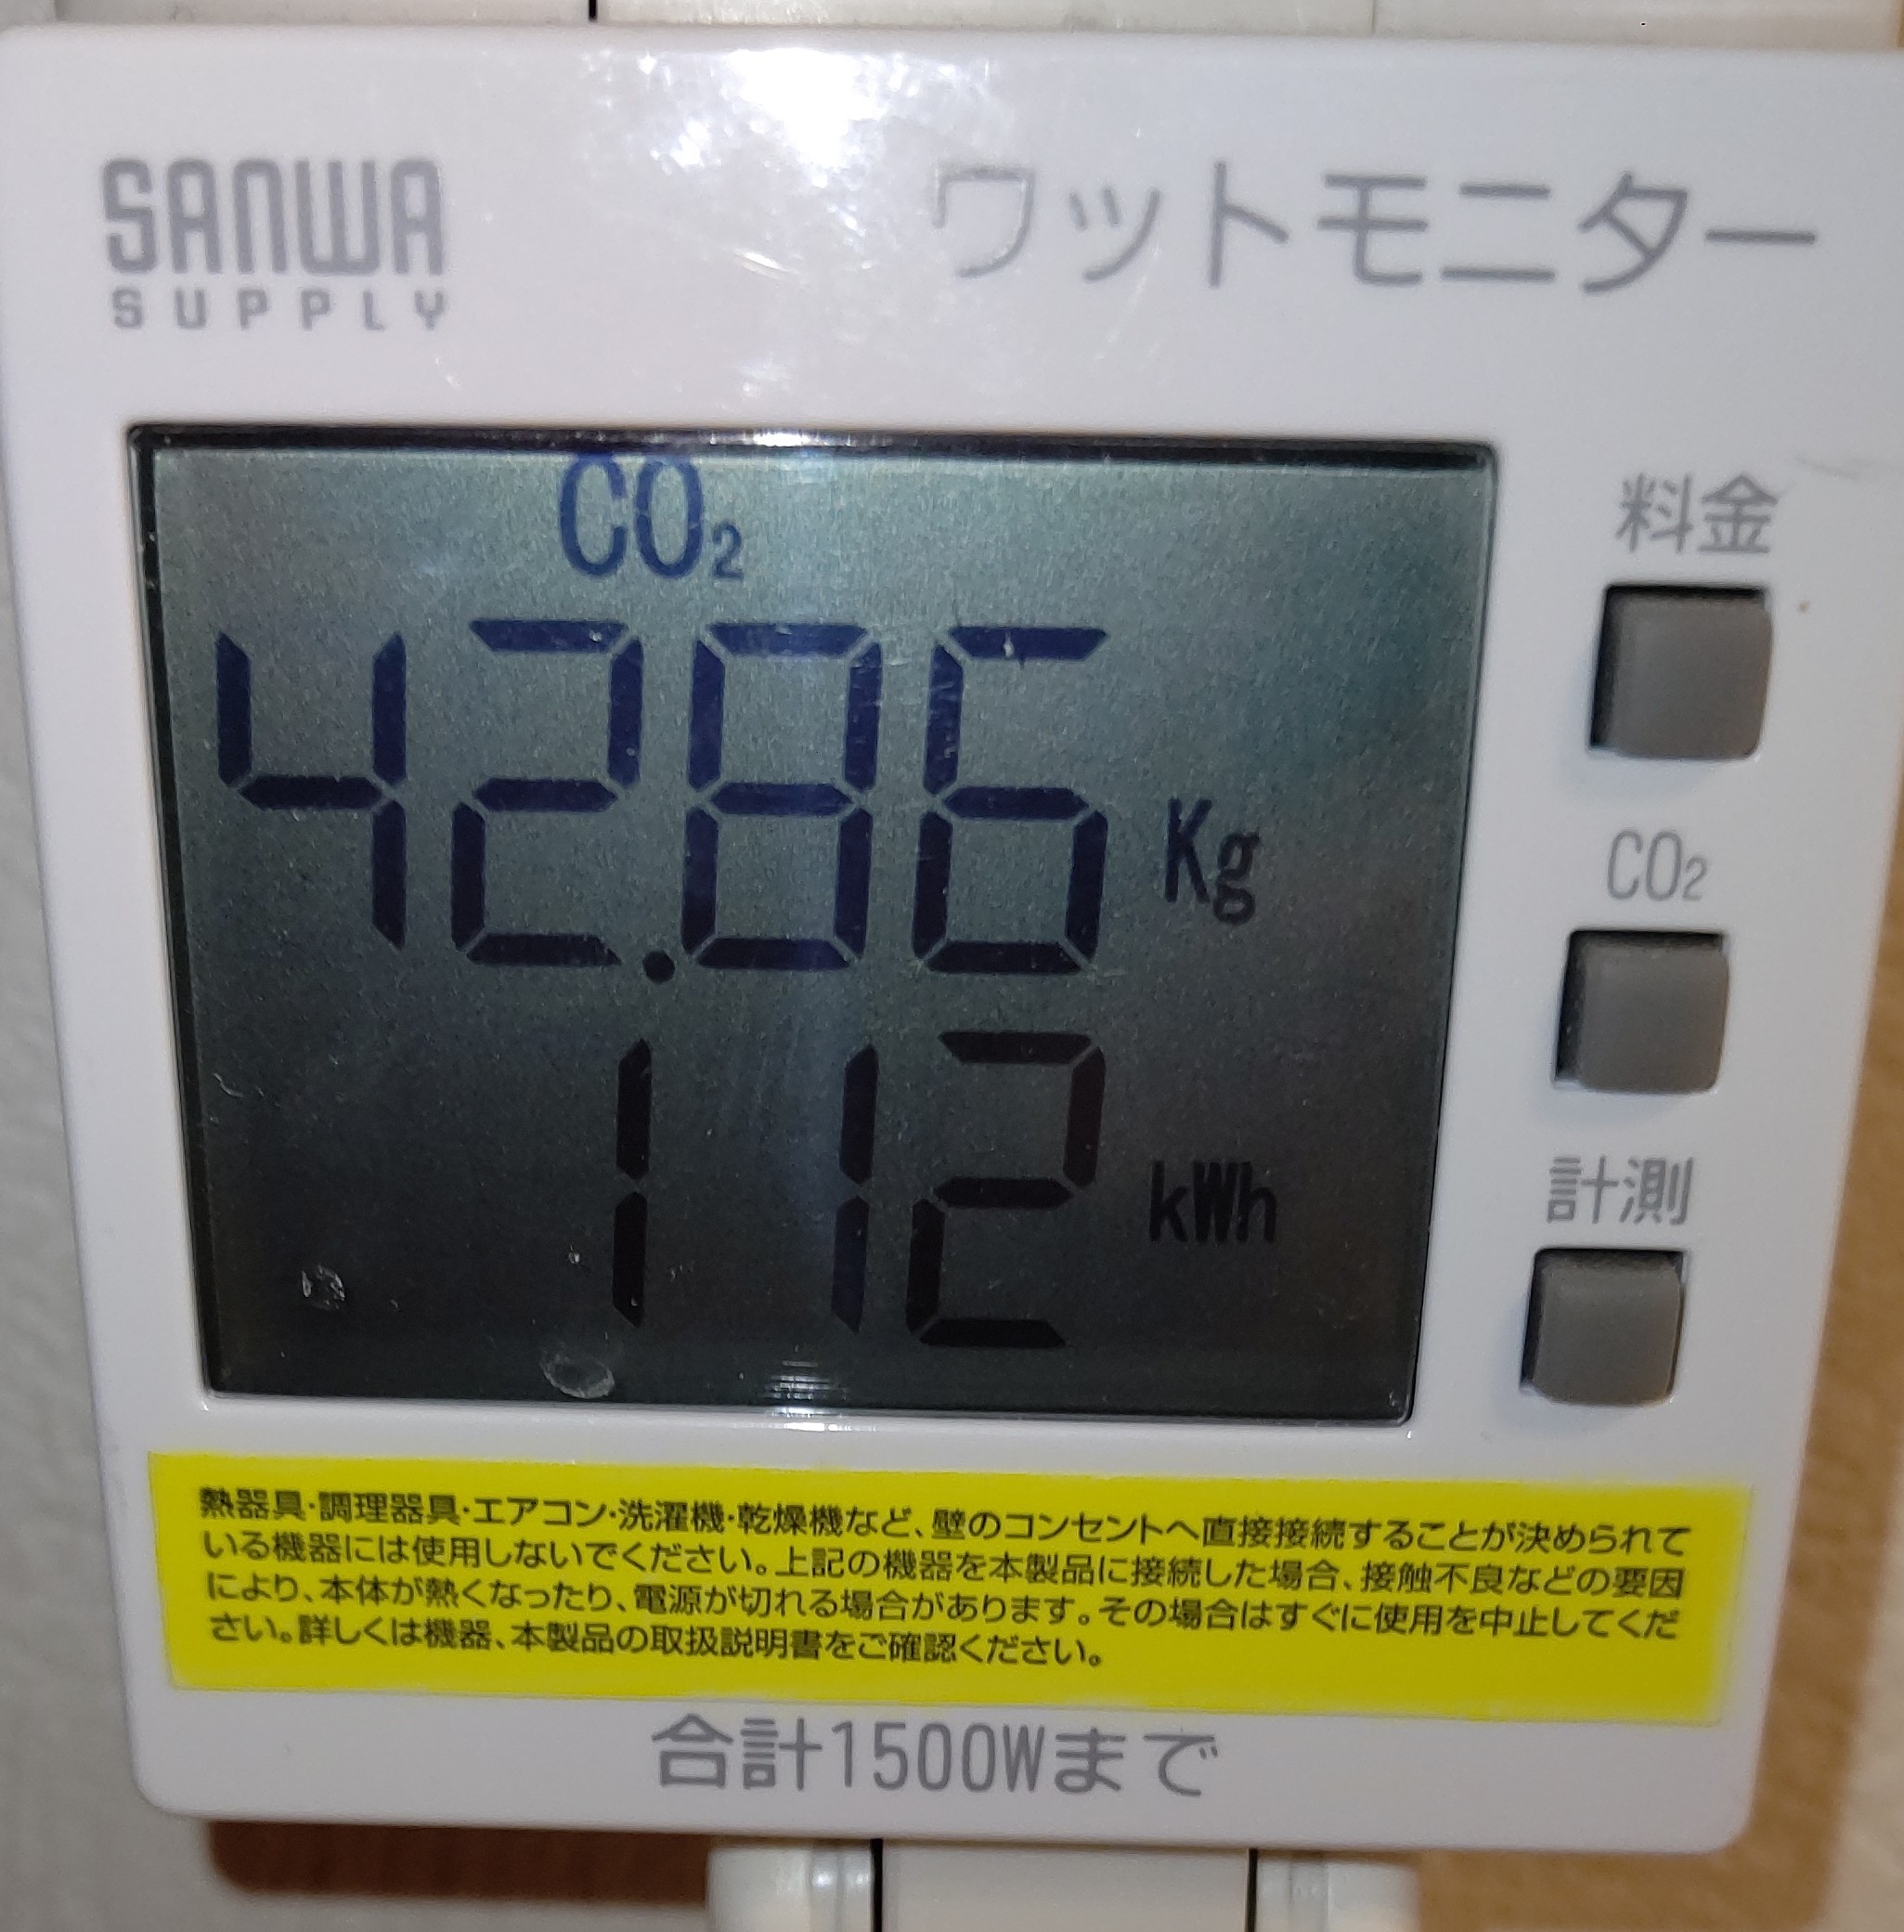 SANWA
SUPPLY
ワットモニター
CO₂
42.86 Kg
112 kWh
料金
CO₂
計測
熱器具･調理器具･エアコン･洗濯機･乾燥機など、壁のコンセントへ直接接続することが決められて
いる機器には使用しないでください。上記の機器を本製品に接続した場合、接触不良などの要因
により、本体が熱くなったり、電源が切れる場合があります。その場合はすぐに使用を中止してくだ
さい。詳しくは機器、本製品の取扱説明書をご確認ください。
合計1500Wまで